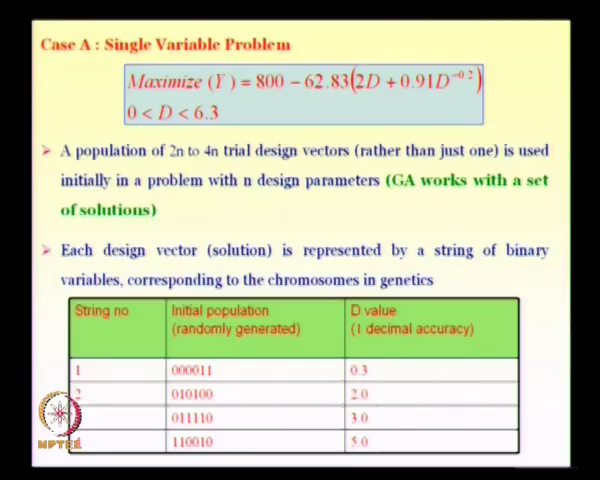 Case A : Single Variable Problem
Maximize (Y) = 800 − 62.83(2D + 0.91D^−0.2)
0 < D < 6.3
➢ A population of 2n to 4n trial design vectors (rather than just one) is used
initially in a problem with n design parameters (GA works with a set
of solutions)
➢ Each design vector (solution) is represented by a string of binary
variables, corresponding to the chromosomes in genetics
String no Initial population D value
(randomly generated) (1 decimal accuracy)
1 000011 0.3
2 010100 2.0
011110 3.0
110010 5.0
NPTEL